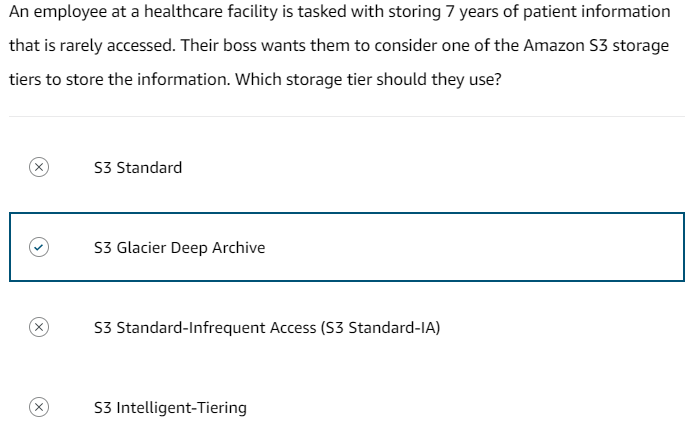 An employee at a healthcare facility is tasked with storing 7 years of patient information
that is rarely accessed. Their boss wants them to consider one of the Amazon S3 storage
tiers to store the information. Which storage tier should they use?
S3 Standard
S3 Glacier Deep Archive
S3 Standard-Infrequent Access (S3 Standard-IA)
S3 Intelligent-Tiering